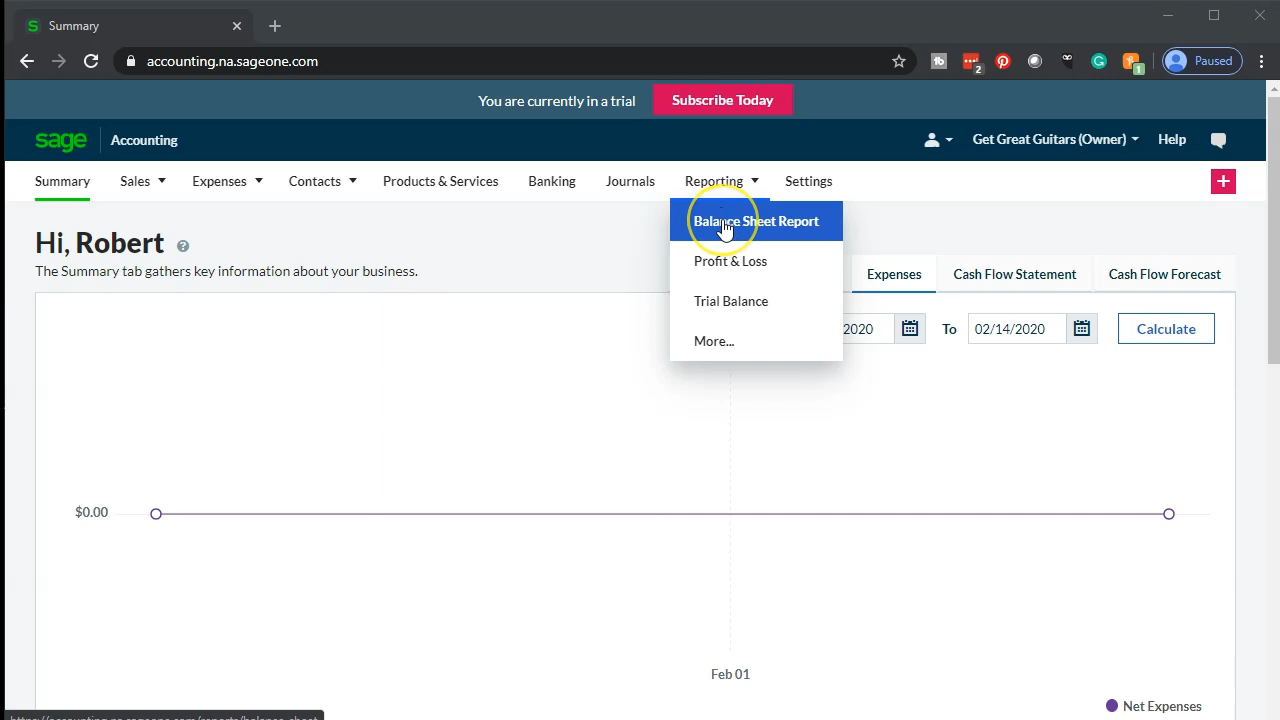 S Summary
accounting.na.sageone.com
2
1
Paused
You are currently in a trial Subscribe Today
sage Accounting
Get Great Guitars (Owner) Help
Summary Sales Expenses Contacts Products & Services Banking Journals Reporting Settings
Balance Sheet Report
Profit & Loss
Trial Balance
More...
Hi, Robert
The Summary tab gathers key information about your business.
Expenses Cash Flow Statement Cash Flow Forecast
2020 To 02/14/2020 Calculate
$0.00
Feb 01
Net Expenses